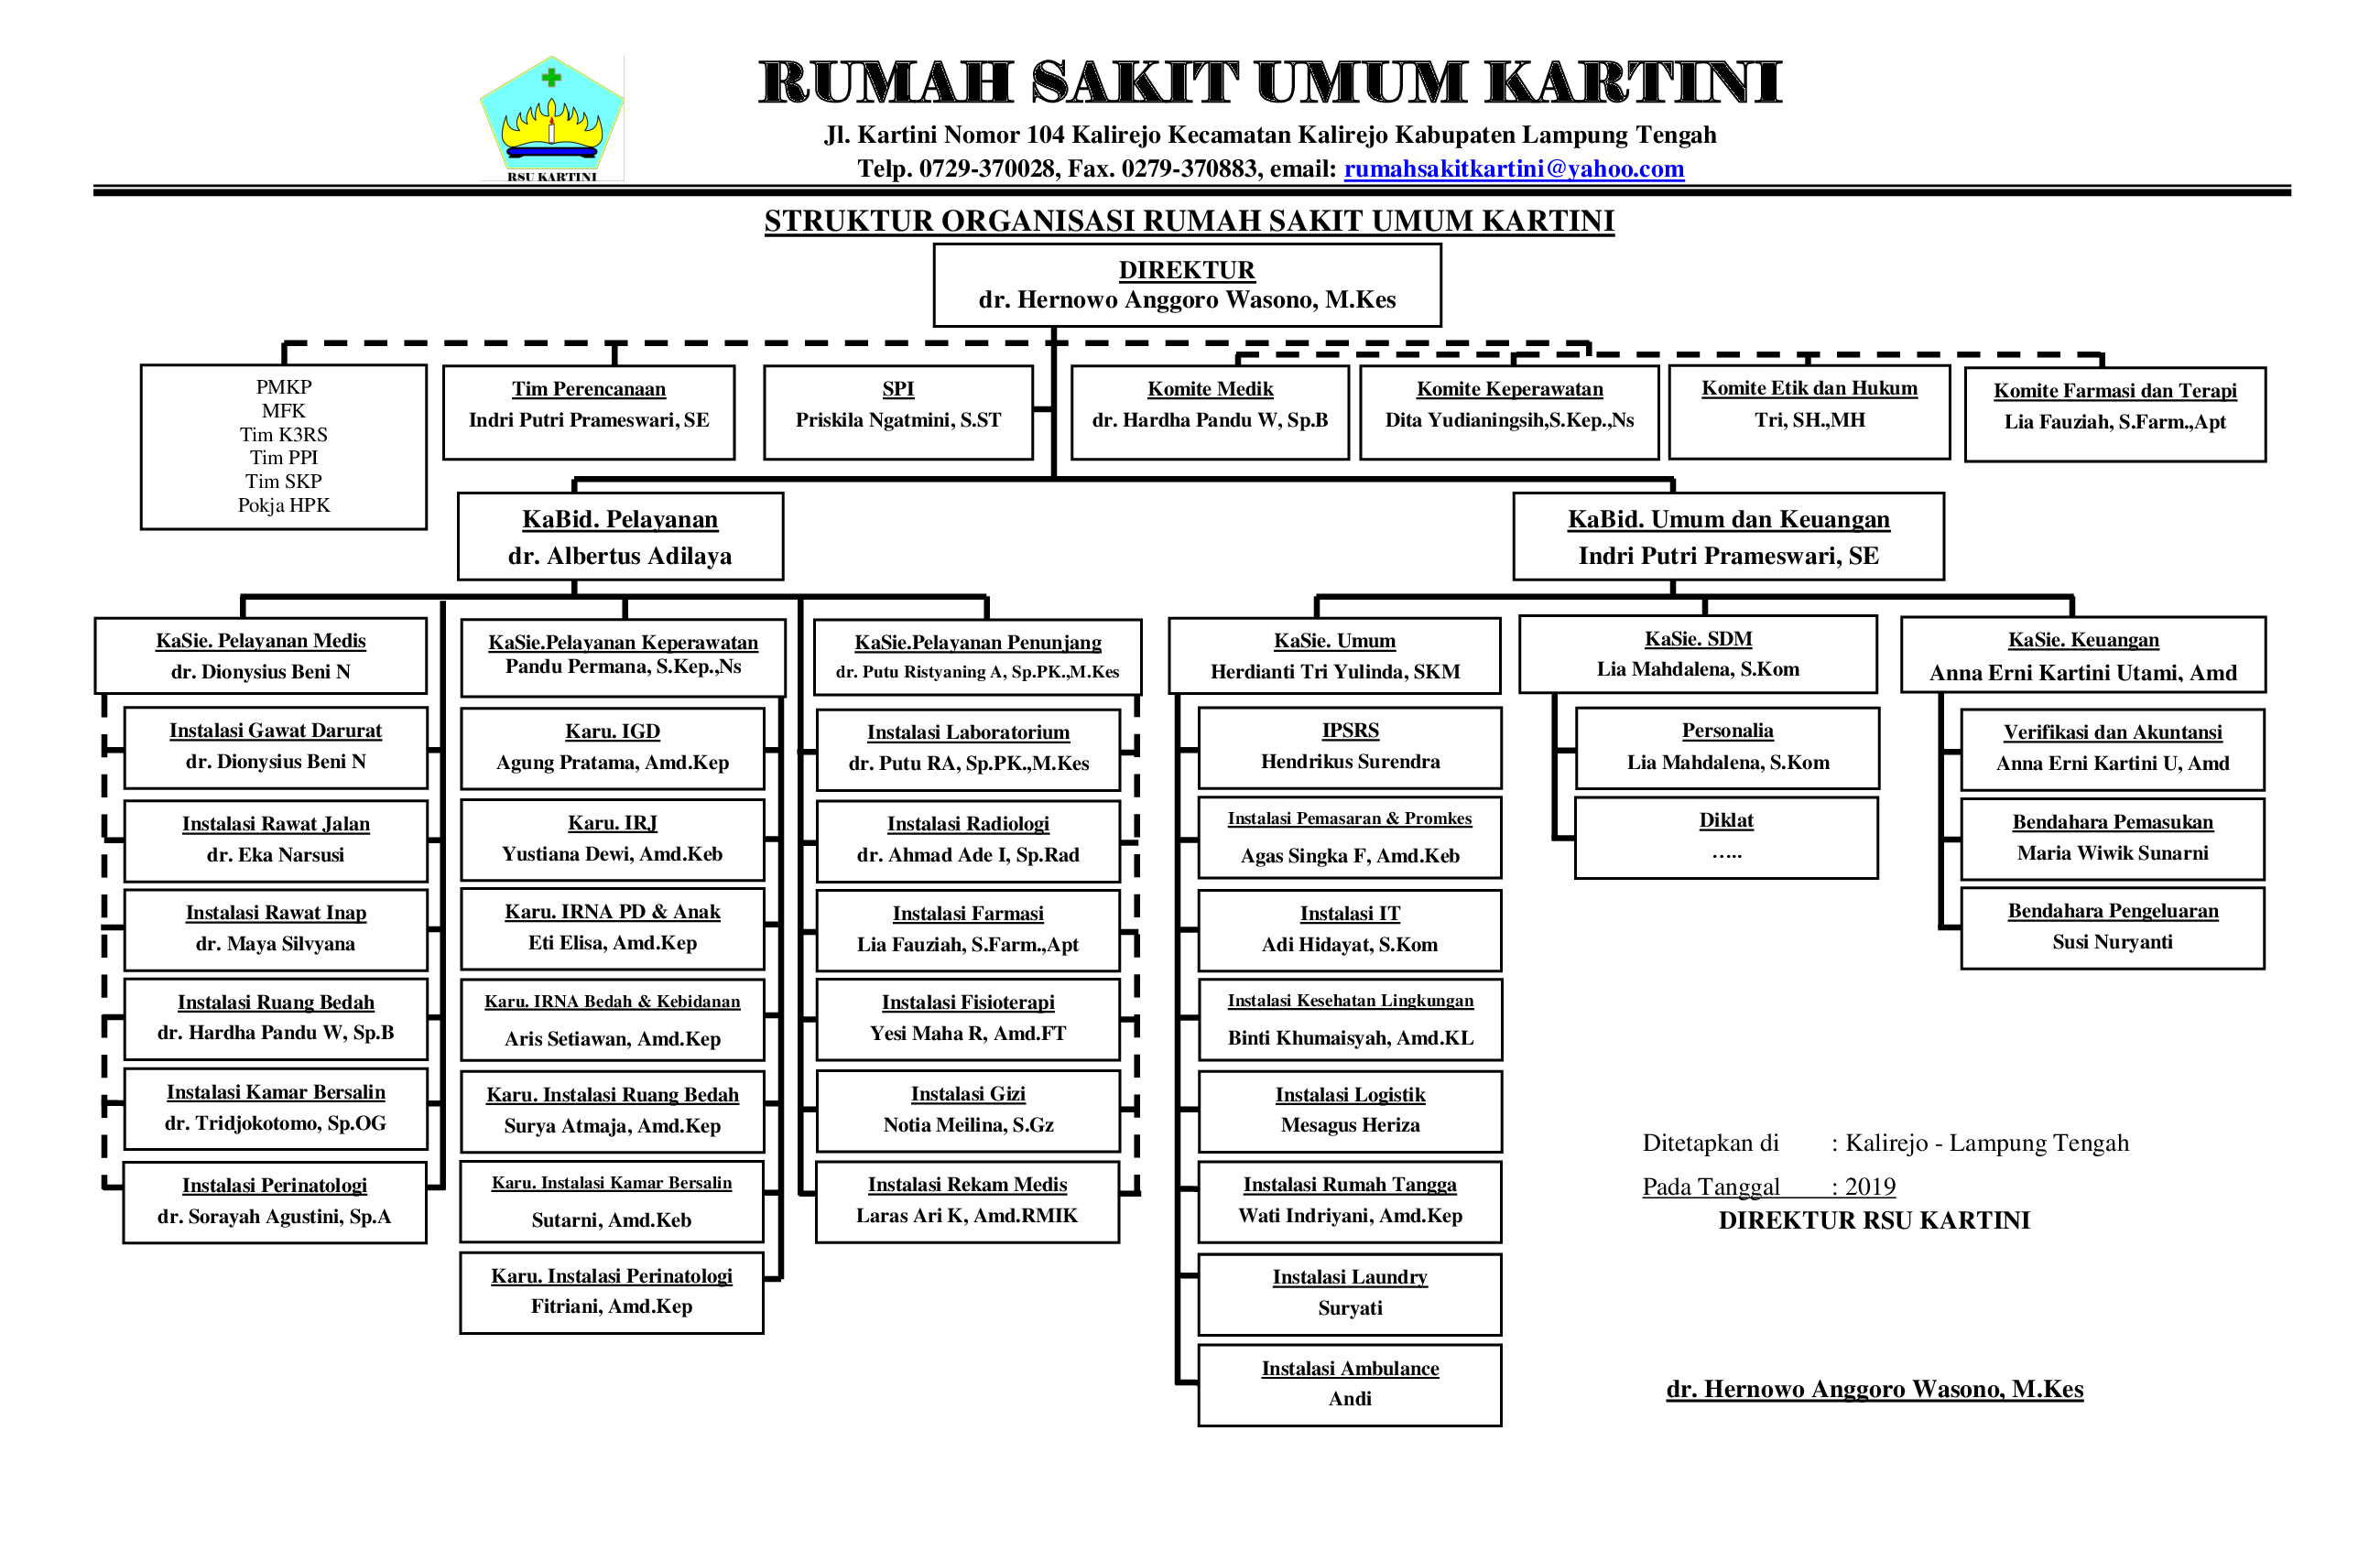 RUMAH SAKIT UMUM KARTINI
Jl. Kartini Nomor 104 Kalirejo Kecamatan Kalirejo Kabupaten Lampung Tengah
Telp. 0729-370028, Fax. 0279-370883, email: rumahsakitkartini@yahoo.com
RSU KARTINI
STRUKTUR ORGANISASI RUMAH SAKIT UMUM KARTINI
DIREKTUR
dr. Hernowo Anggoro Wasono, M.Kes
PMKP
MFK
Tim K3RS
Tim PPI
Tim SKP
Pokja HPK
Tim Perencanaan
Indri Putri Prameswari, SE
SPI
Priskila Ngatmini, S.ST
Komite Medik
dr. Hardha Pandu W, Sp.B
Komite Keperawatan
Dita Yudianingsih,S.Kep.,Ns
Komite Etik dan Hukum
Tri, SH.,MH
Komite Farmasi dan Terapi
Lia Fauziah, S.Farm.,Apt
KaBid. Pelayanan
dr. Albertus Adilaya
KaBid. Umum dan Keuangan
Indri Putri Prameswari, SE
KaSie. Pelayanan Medis
dr. Dionysius Beni N
Instalasi Gawat Darurat
dr. Dionysius Beni N
Instalasi Rawat Jalan
dr. Eka Narsusi
Instalasi Rawat Inap
dr. Maya Silvyana
Instalasi Ruang Bedah
dr. Hardha Pandu W, Sp.B
Instalasi Kamar Bersalin
dr. Tridjokotomo, Sp.OG
Instalasi Perinatologi
dr. Sorayah Agustini, Sp.A
KaSie.Pelayanan Keperawatan
Pandu Permana, S.Kep.,Ns
Karu. IGD
Agung Pratama, Amd.Kep
Karu. IRJ
Yustiana Dewi, Amd.Keb
Karu. IRNA PD & Anak
Eti Elisa, Amd.Kep
Karu. IRNA Bedah & Kebidanan
Aris Setiawan, Amd.Kep
Karu. Instalasi Ruang Bedah
Surya Atmaja, Amd.Kep
Karu. Instalasi Kamar Bersalin
Sutarni, Amd.Keb
Karu. Instalasi Perinatologi
Fitriani, Amd.Kep
KaSie.Pelayanan Penunjang
dr. Putu Ristyaning A, Sp.PK.,M.Kes
Instalasi Laboratorium
dr. Putu RA, Sp.PK.,M.Kes
Instalasi Radiologi
dr. Ahmad Ade I, Sp.Rad
Instalasi Farmasi
Lia Fauziah, S.Farm.,Apt
Instalasi Fisioterapi
Yesi Maha R, Amd.FT
Instalasi Gizi
Notia Meilina, S.Gz
Instalasi Rekam Medis
Laras Ari K, Amd.RMIK
KaSie. Umum
Herdianti Tri Yulinda, SKM
IPSRS
Hendrikus Surendra
Instalasi Pemasaran & Promkes
Agas Singka F, Amd.Keb
Instalasi IT
Adi Hidayat, S.Kom
Instalasi Kesehatan Lingkungan
Binti Khumaisyah, Amd.KL
Instalasi Logistik
Mesagus Heriza
Instalasi Rumah Tangga
Wati Indriyani, Amd.Kep
Instalasi Laundry
Suryati
Instalasi Ambulance
Andi
KaSie. SDM
Lia Mahdalena, S.Kom
Personalia
Lia Mahdalena, S.Kom
Diklat
…..
KaSie. Keuangan
Anna Erni Kartini Utami, Amd
Verifikasi dan Akuntansi
Anna Erni Kartini U, Amd
Bendahara Pemasukan
Maria Wiwik Sunarni
Bendahara Pengeluaran
Susi Nuryanti
Ditetapkan di : Kalirejo - Lampung Tengah
Pada Tanggal : 2019
DIREKTUR RSU KARTINI
dr. Hernowo Anggoro Wasono, M.Kes